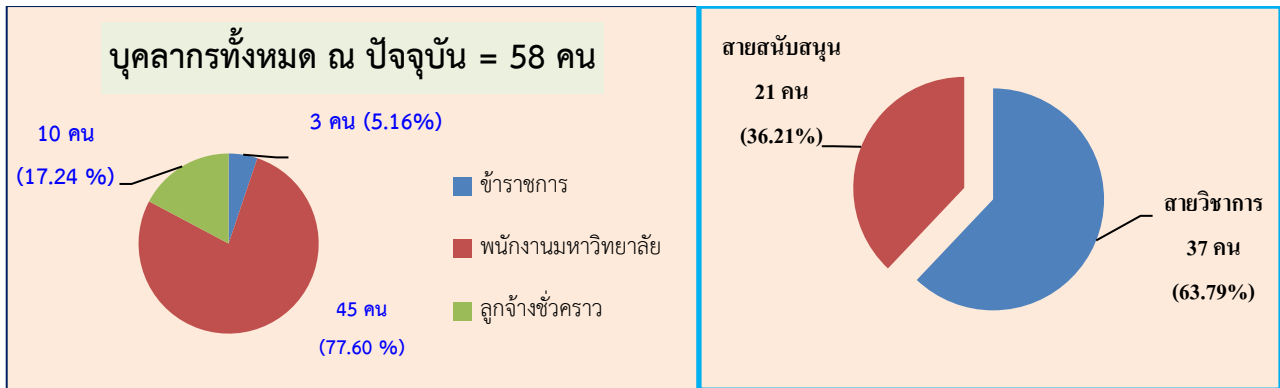 บุคลากรทั้งหมด ณ ปัจจุบัน = 58 คน
3 คน (5.16%)
10 คน
(17.24 %)
ข้าราชการ
พนักงานมหาวิทยาลัย
ลูกจ้างชั่วคราว
45 คน
(77.60 %)
สายสนับสนุน
21 คน
(36.21%)
สายวิชาการ
37 คน
(63.79%)